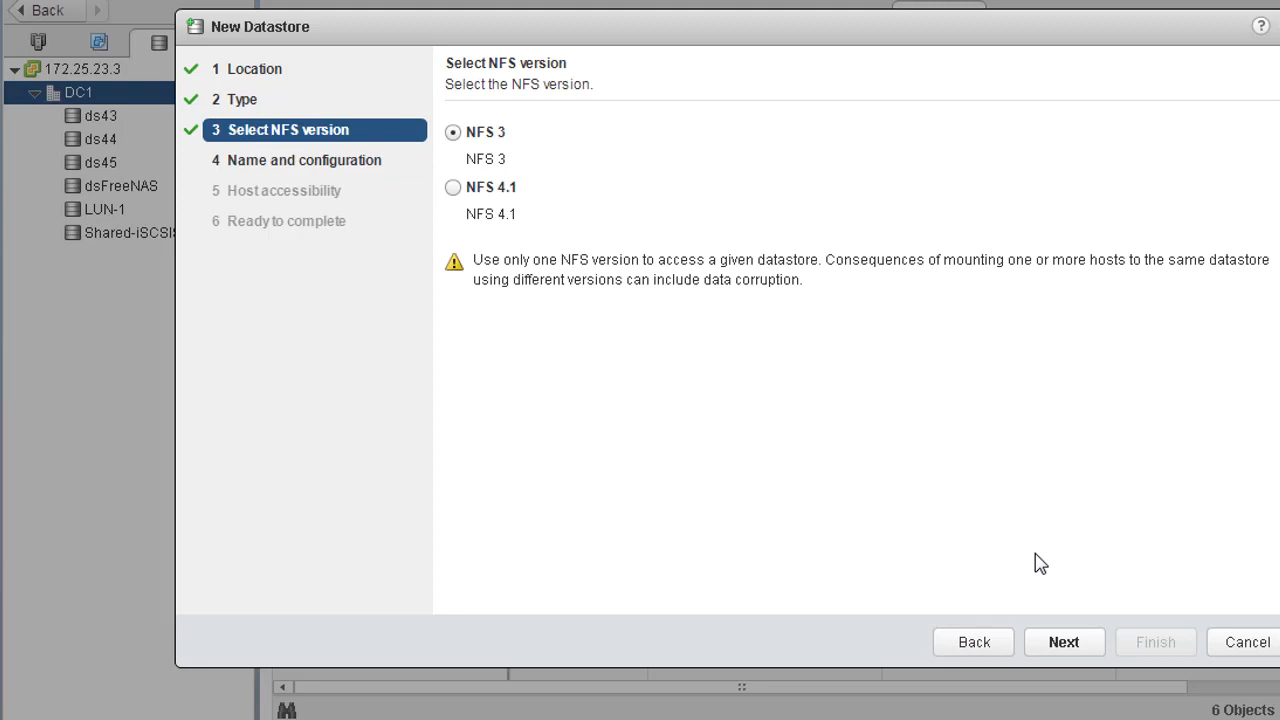 Back
New Datastore
?
172.25.23.3
DC1
ds43
ds44
ds45
dsFreeNAS
LUN-1
Shared-iSCSI
1 Location
2 Type
3 Select NFS version
4 Name and configuration
5 Host accessibility
6 Ready to complete
Select NFS version
Select the NFS version.
NFS 3
NFS 3
NFS 4.1
NFS 4.1
Use only one NFS version to access a given datastore. Consequences of mounting one or more hosts to the same datastore
using different versions can include data corruption.
Back Next Finish Cancel
6 Objects